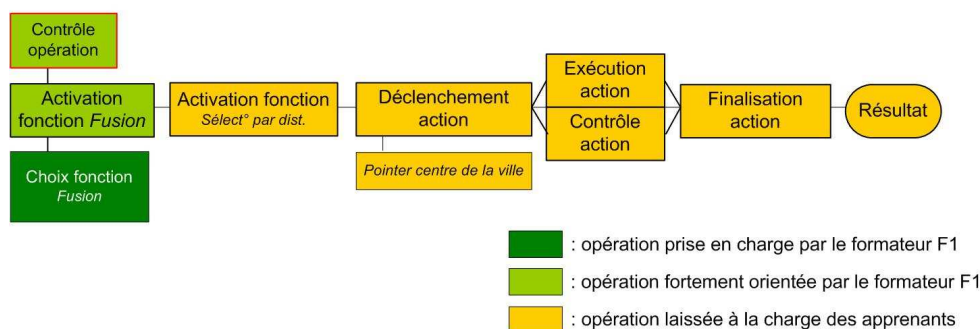 Contrôle
opération
Activation
fonction Fusion
Choix fonction
Fusion
Activation fonction
Sélect° par dist.
Déclenchement
action
Pointer centre de la ville
Exécution
action
Contrôle
action
Finalisation
action
Résultat
: opération prise en charge par le formateur F1
: opération fortement orientée par le formateur F1
: opération laissée à la charge des apprenants